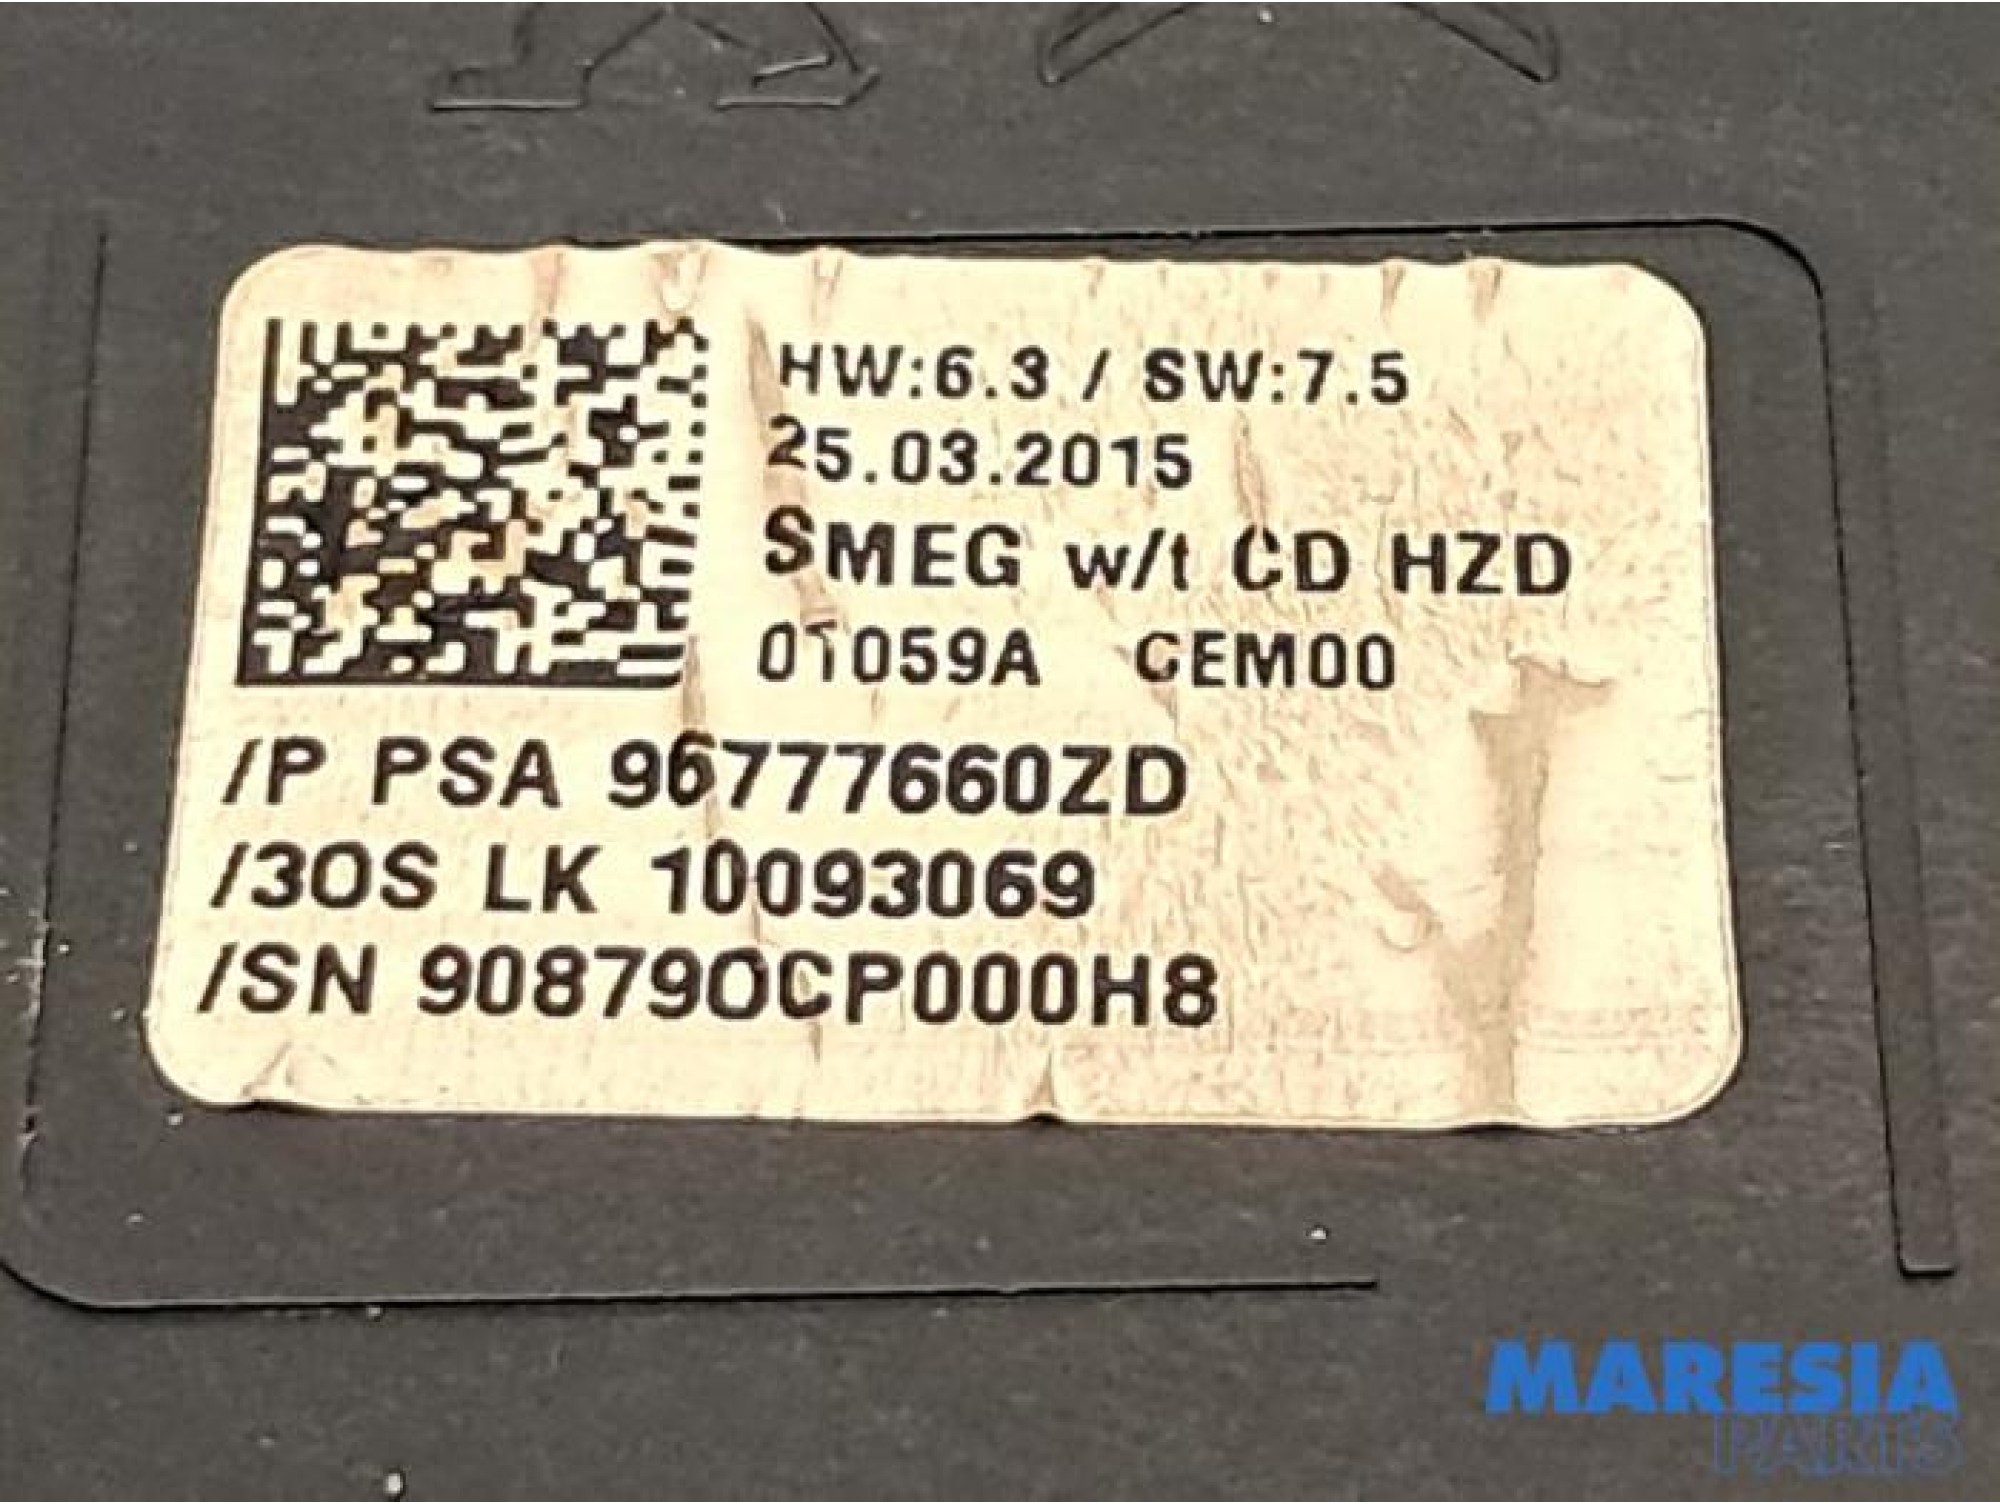 HW:6.3 / SW:7.5
25.03.2015
SMEG w/t CD HZD
01059A CEM00
/P PSA 96777660ZD
/3OS LK 10093069
/SN 908790CP000H8
MARESIA
PARTS